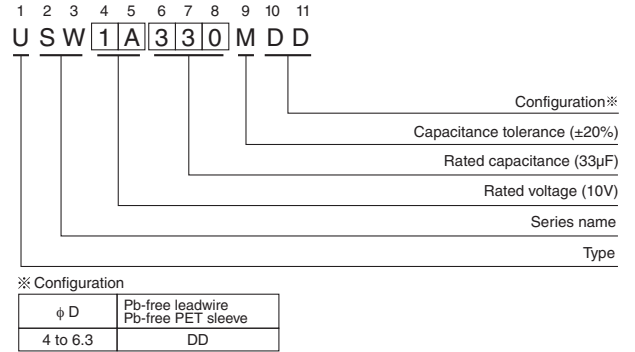 1 2 3 4 5 6 7 8 9 10 11
U S W 1 A 3 3 0 M D D
Configuration※
Capacitance tolerance (±20%)
Rated capacitance (33µF)
Rated voltage (10V)
Series name
Type
※ Configuration
ϕ D
Pb-free leadwire
Pb-free PET sleeve
4 to 6.3
DD